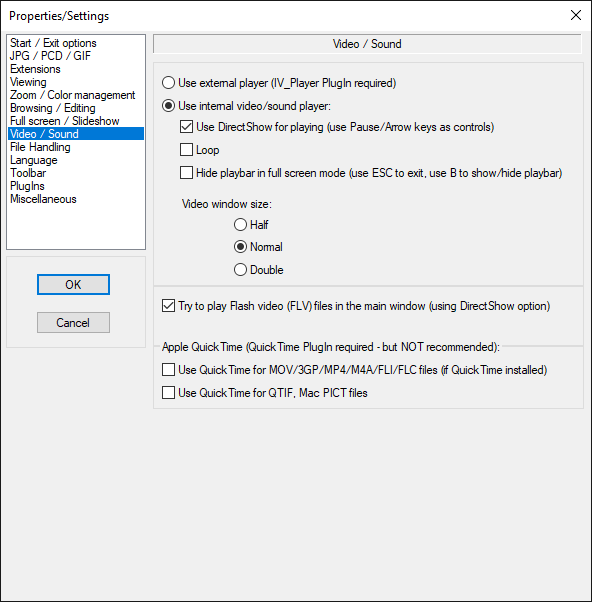 Properties/Settings
Start / Exit options
JPG / PCD / GIF
Extensions
Viewing
Zoom / Color management
Browsing / Editing
Full screen / Slideshow
Video / Sound
File Handling
Language
Toolbar
PlugIns
Miscellaneous
OK
Cancel
Video / Sound
Use external player (IV_Player PlugIn required)
Use internal video/sound player:
Use DirectShow for playing (use Pause/Arrow keys as controls)
Loop
Hide playbar in full screen mode (use ESC to exit, use B to show/hide playbar)
Video window size:
Half
Normal
Double
Try to play Flash video (FLV) files in the main window (using DirectShow option)
Apple QuickTime (QuickTime PlugIn required - but NOT recommended):
Use QuickTime for MOV/3GP/MP4/M4A/FLI/FLC files (if QuickTime installed)
Use QuickTime for QTIF, Mac PICT files